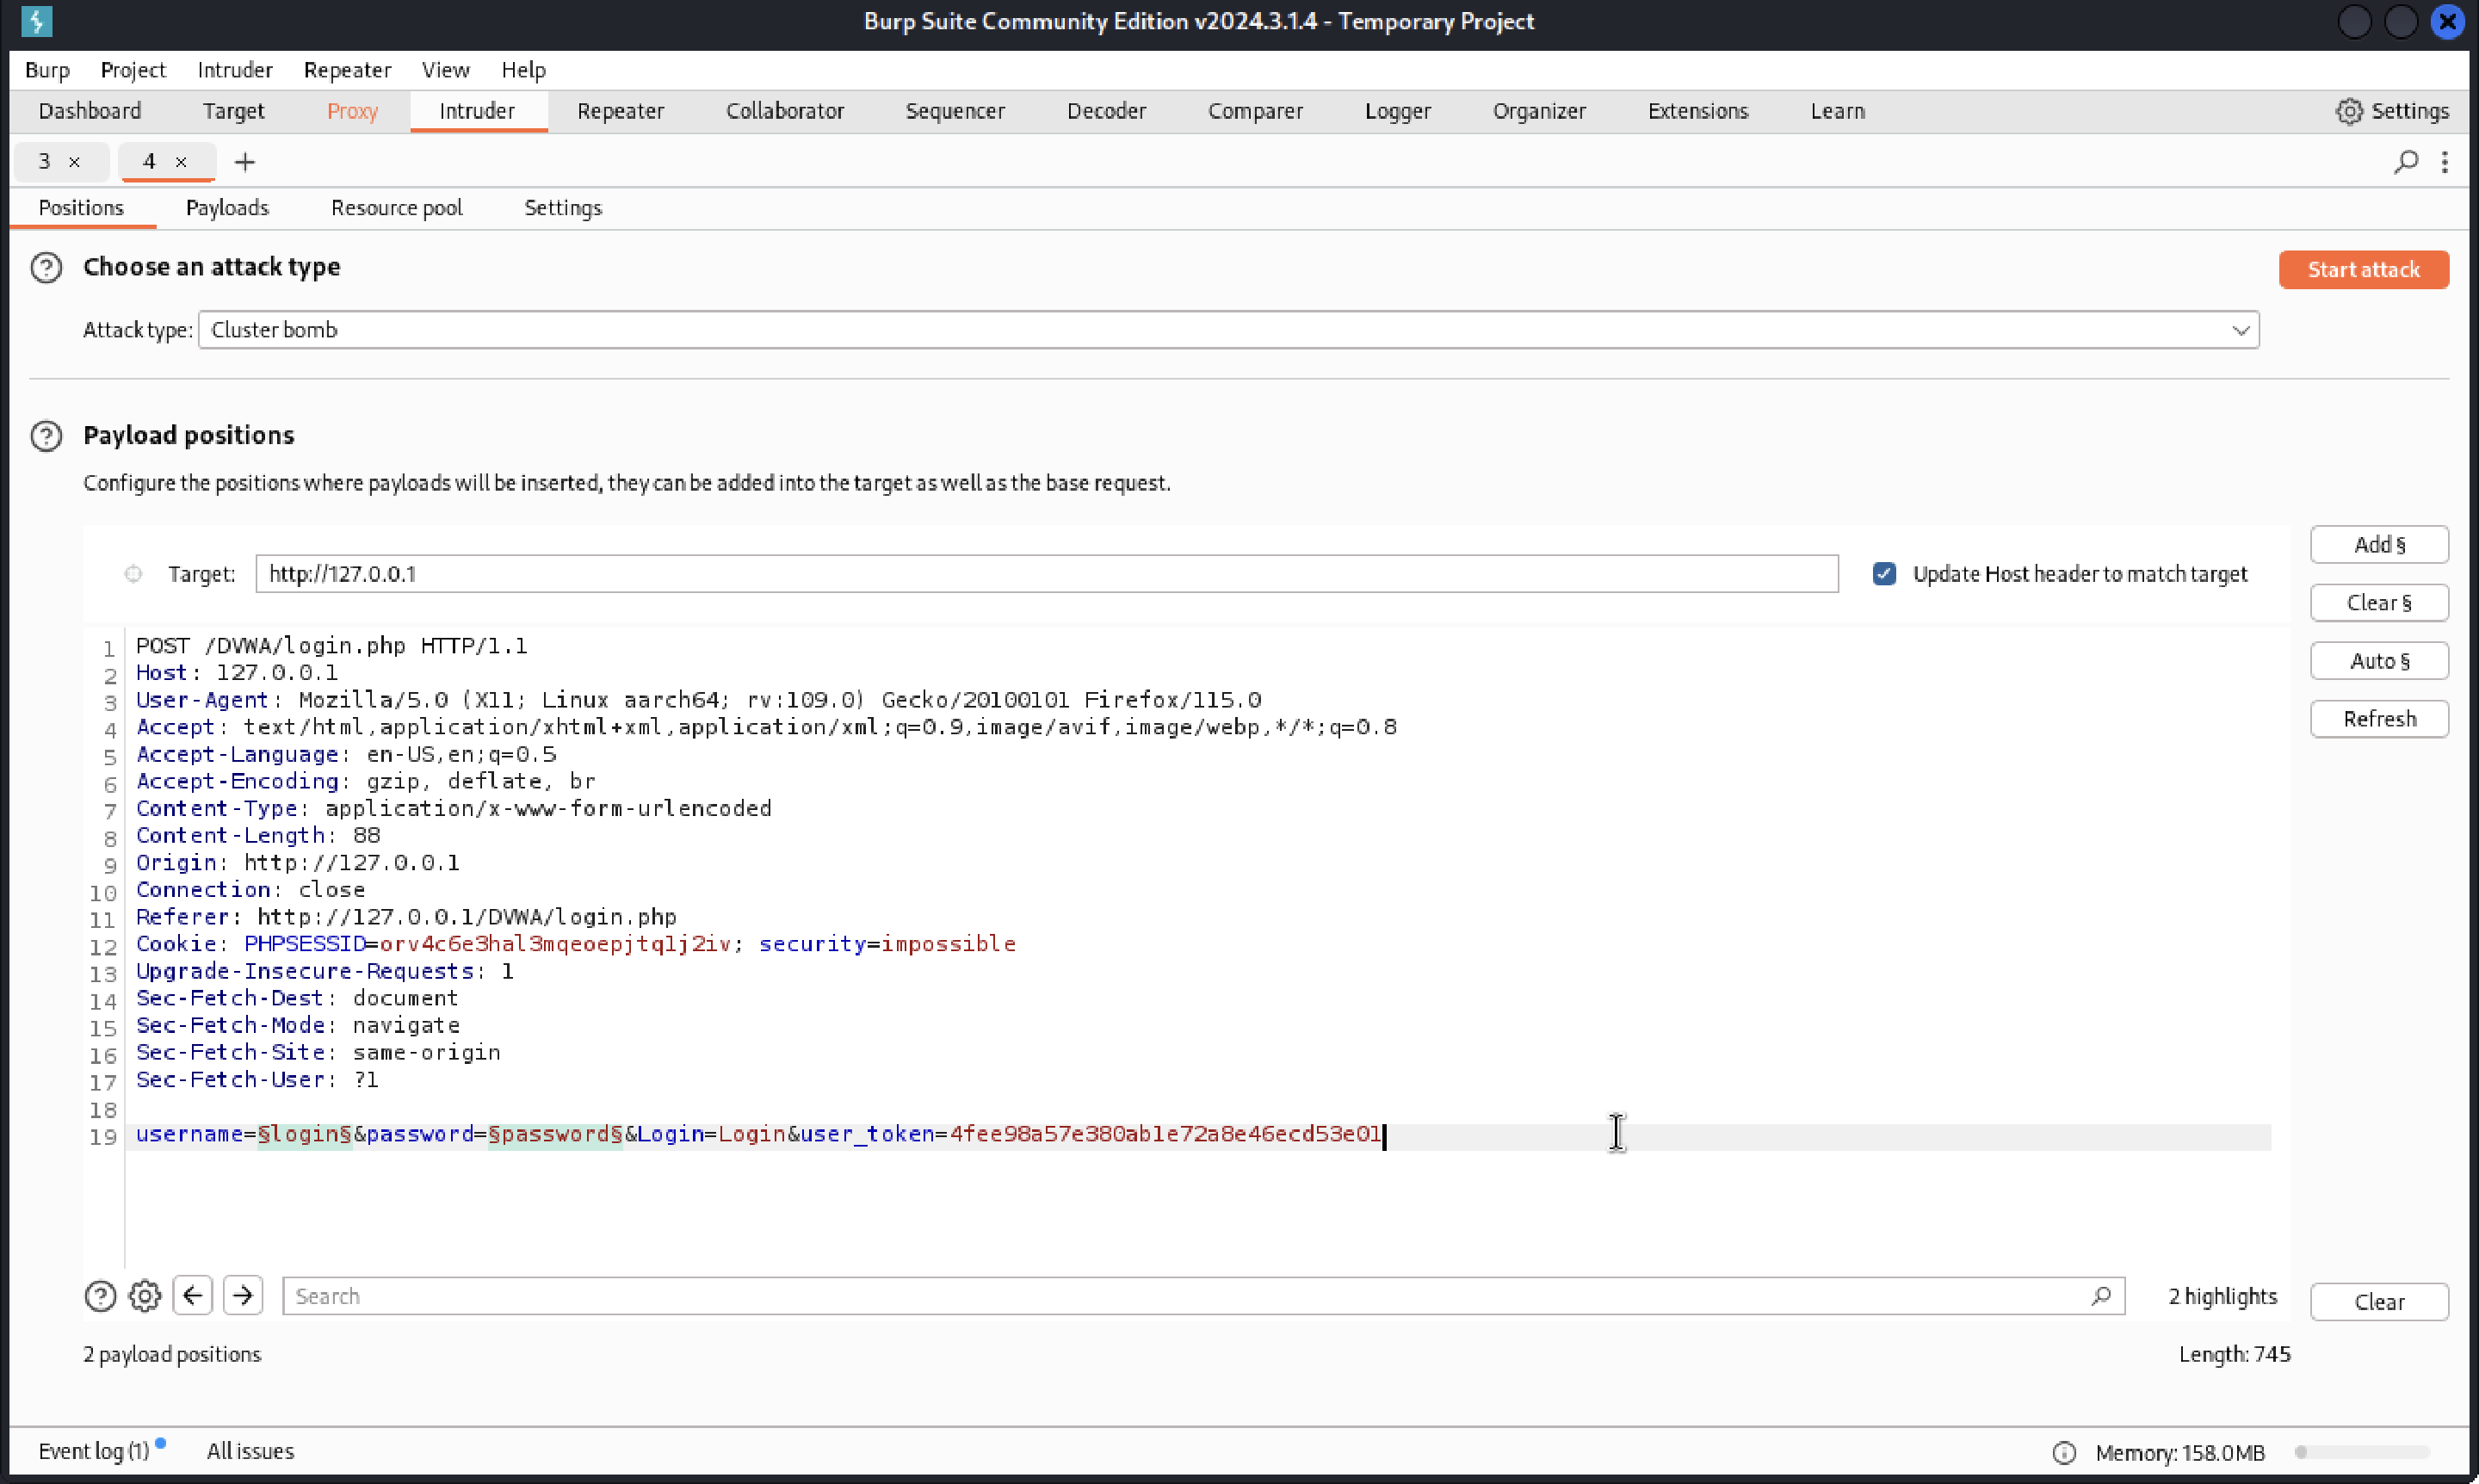 Burp Suite Community Edition v2024.3.1.4 - Temporary Project
Burp Project Intruder Repeater View Help
Dashboard Target Proxy Intruder Repeater Collaborator Sequencer Decoder Comparer Logger Organizer Extensions Learn Settings
3 × 4 × +
Positions Payloads Resource pool Settings
Choose an attack type
Start attack
Attack type: Cluster bomb
Payload positions
Configure the positions where payloads will be inserted, they can be added into the target as well as the base request.
Add §
Target: http://127.0.0.1 Update Host header to match target
Clear §
Auto §
Refresh
1 POST /DVWA/login.php HTTP/1.1
2 Host: 127.0.0.1
3 User-Agent: Mozilla/5.0 (X11; Linux aarch64; rv:109.0) Gecko/20100101 Firefox/115.0
4 Accept: text/html,application/xhtml+xml,application/xml;q=0.9,image/avif,image/webp,*/*;q=0.8
5 Accept-Language: en-US,en;q=0.5
6 Accept-Encoding: gzip, deflate, br
7 Content-Type: application/x-www-form-urlencoded
8 Content-Length: 88
9 Origin: http://127.0.0.1
10 Connection: close
11 Referer: http://127.0.0.1/DVWA/login.php
12 Cookie: PHPSESSID=orv4c6e3hal3mqeoepjtq1j2iv; security=impossible
13 Upgrade-Insecure-Requests: 1
14 Sec-Fetch-Dest: document
15 Sec-Fetch-Mode: navigate
16 Sec-Fetch-Site: same-origin
17 Sec-Fetch-User: ?1
18
19 username=§login§&password=§password§&Login=Login&user_token=4fee98a57e380ab1e72a8e46ecd53e01
Search
2 highlights
Clear
2 payload positions
Length: 745
Event log (1) All issues
Memory: 158.0MB